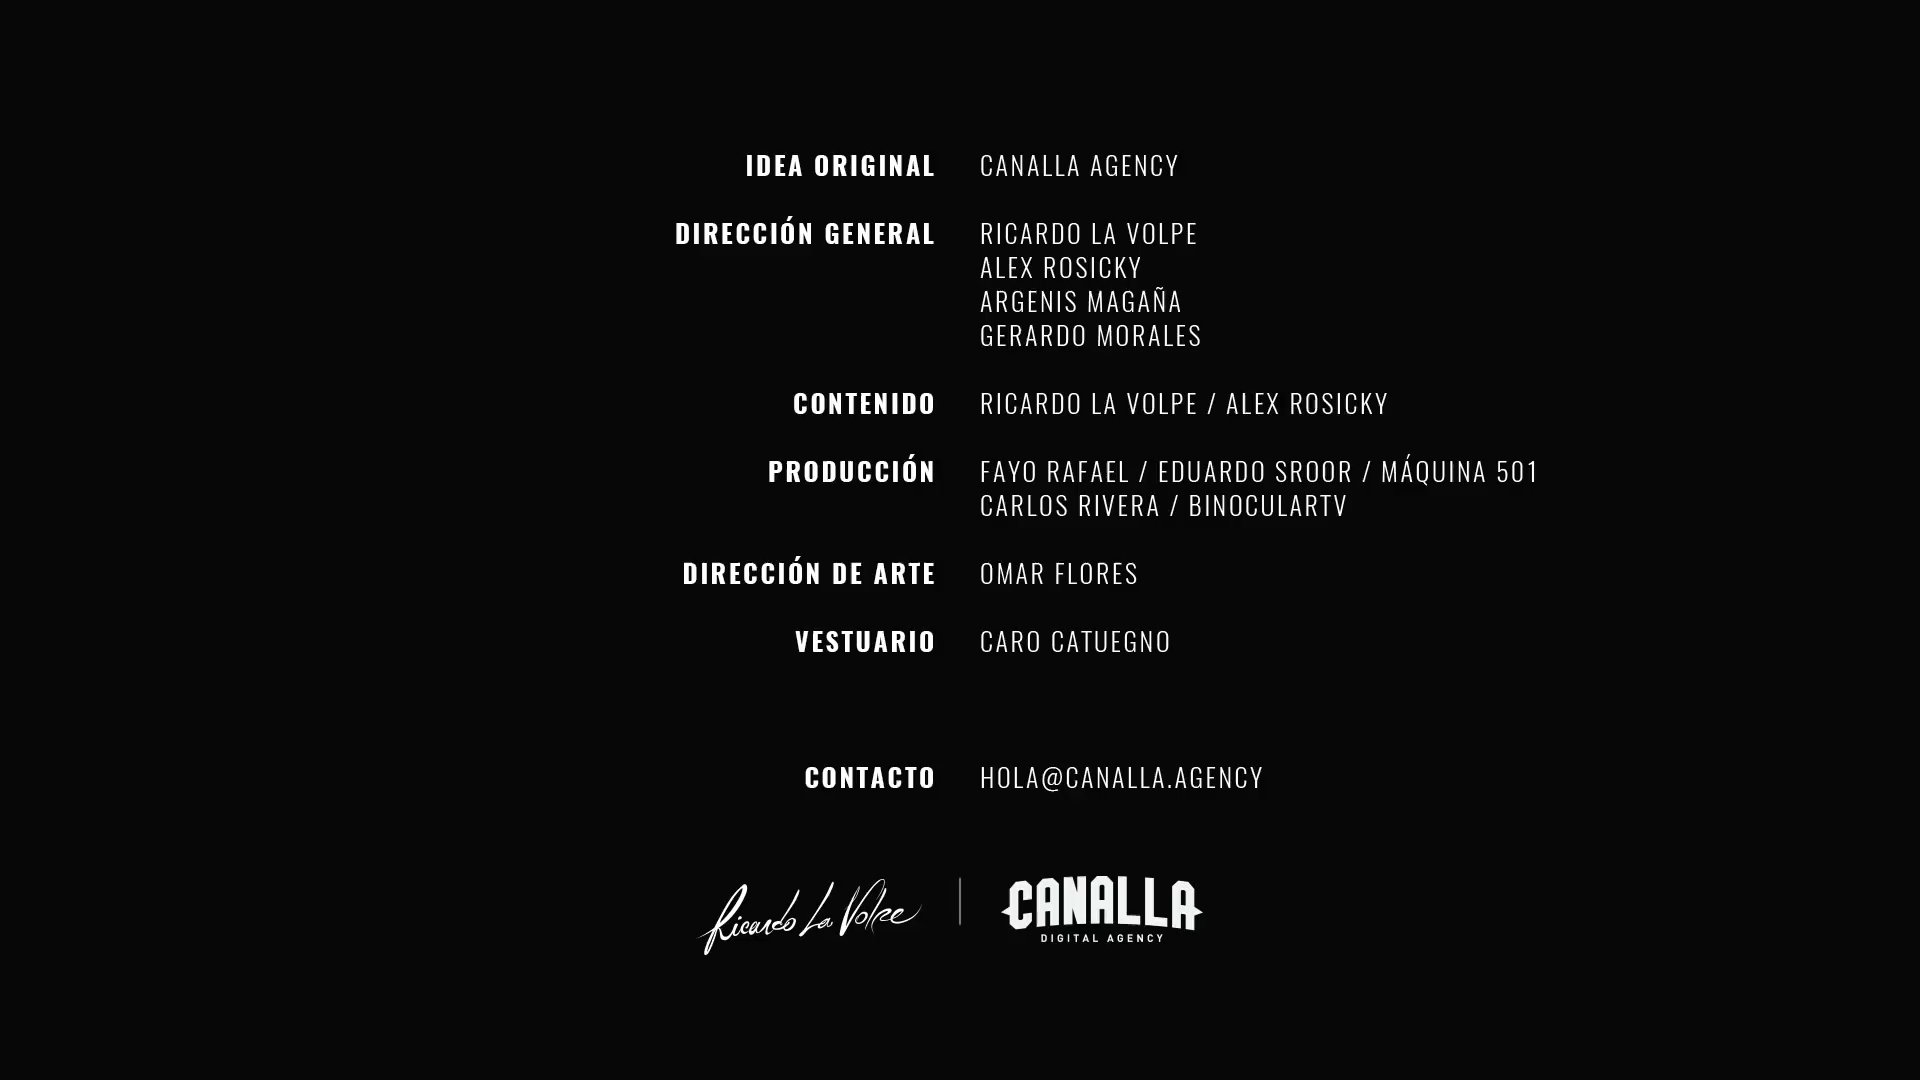 IDEA ORIGINAL CANALLA AGENCY
DIRECCIÓN GENERAL RICARDO LA VOLPE
ALEX ROSICKY
ARGENIS MAGAÑA
GERARDO MORALES
CONTENIDO RICARDO LA VOLPE / ALEX ROSICKY
PRODUCCIÓN FAYO RAFAEL / EDUARDO SROOR / MÁQUINA 501
CARLOS RIVERA / BINOCULARTV
DIRECCIÓN DE ARTE OMAR FLORES
VESTUARIO CARO CATUEGNO
CONTACTO HOLA@CANALLA.AGENCY
Ricardo La Volpe
CANALLA
DIGITAL AGENCY